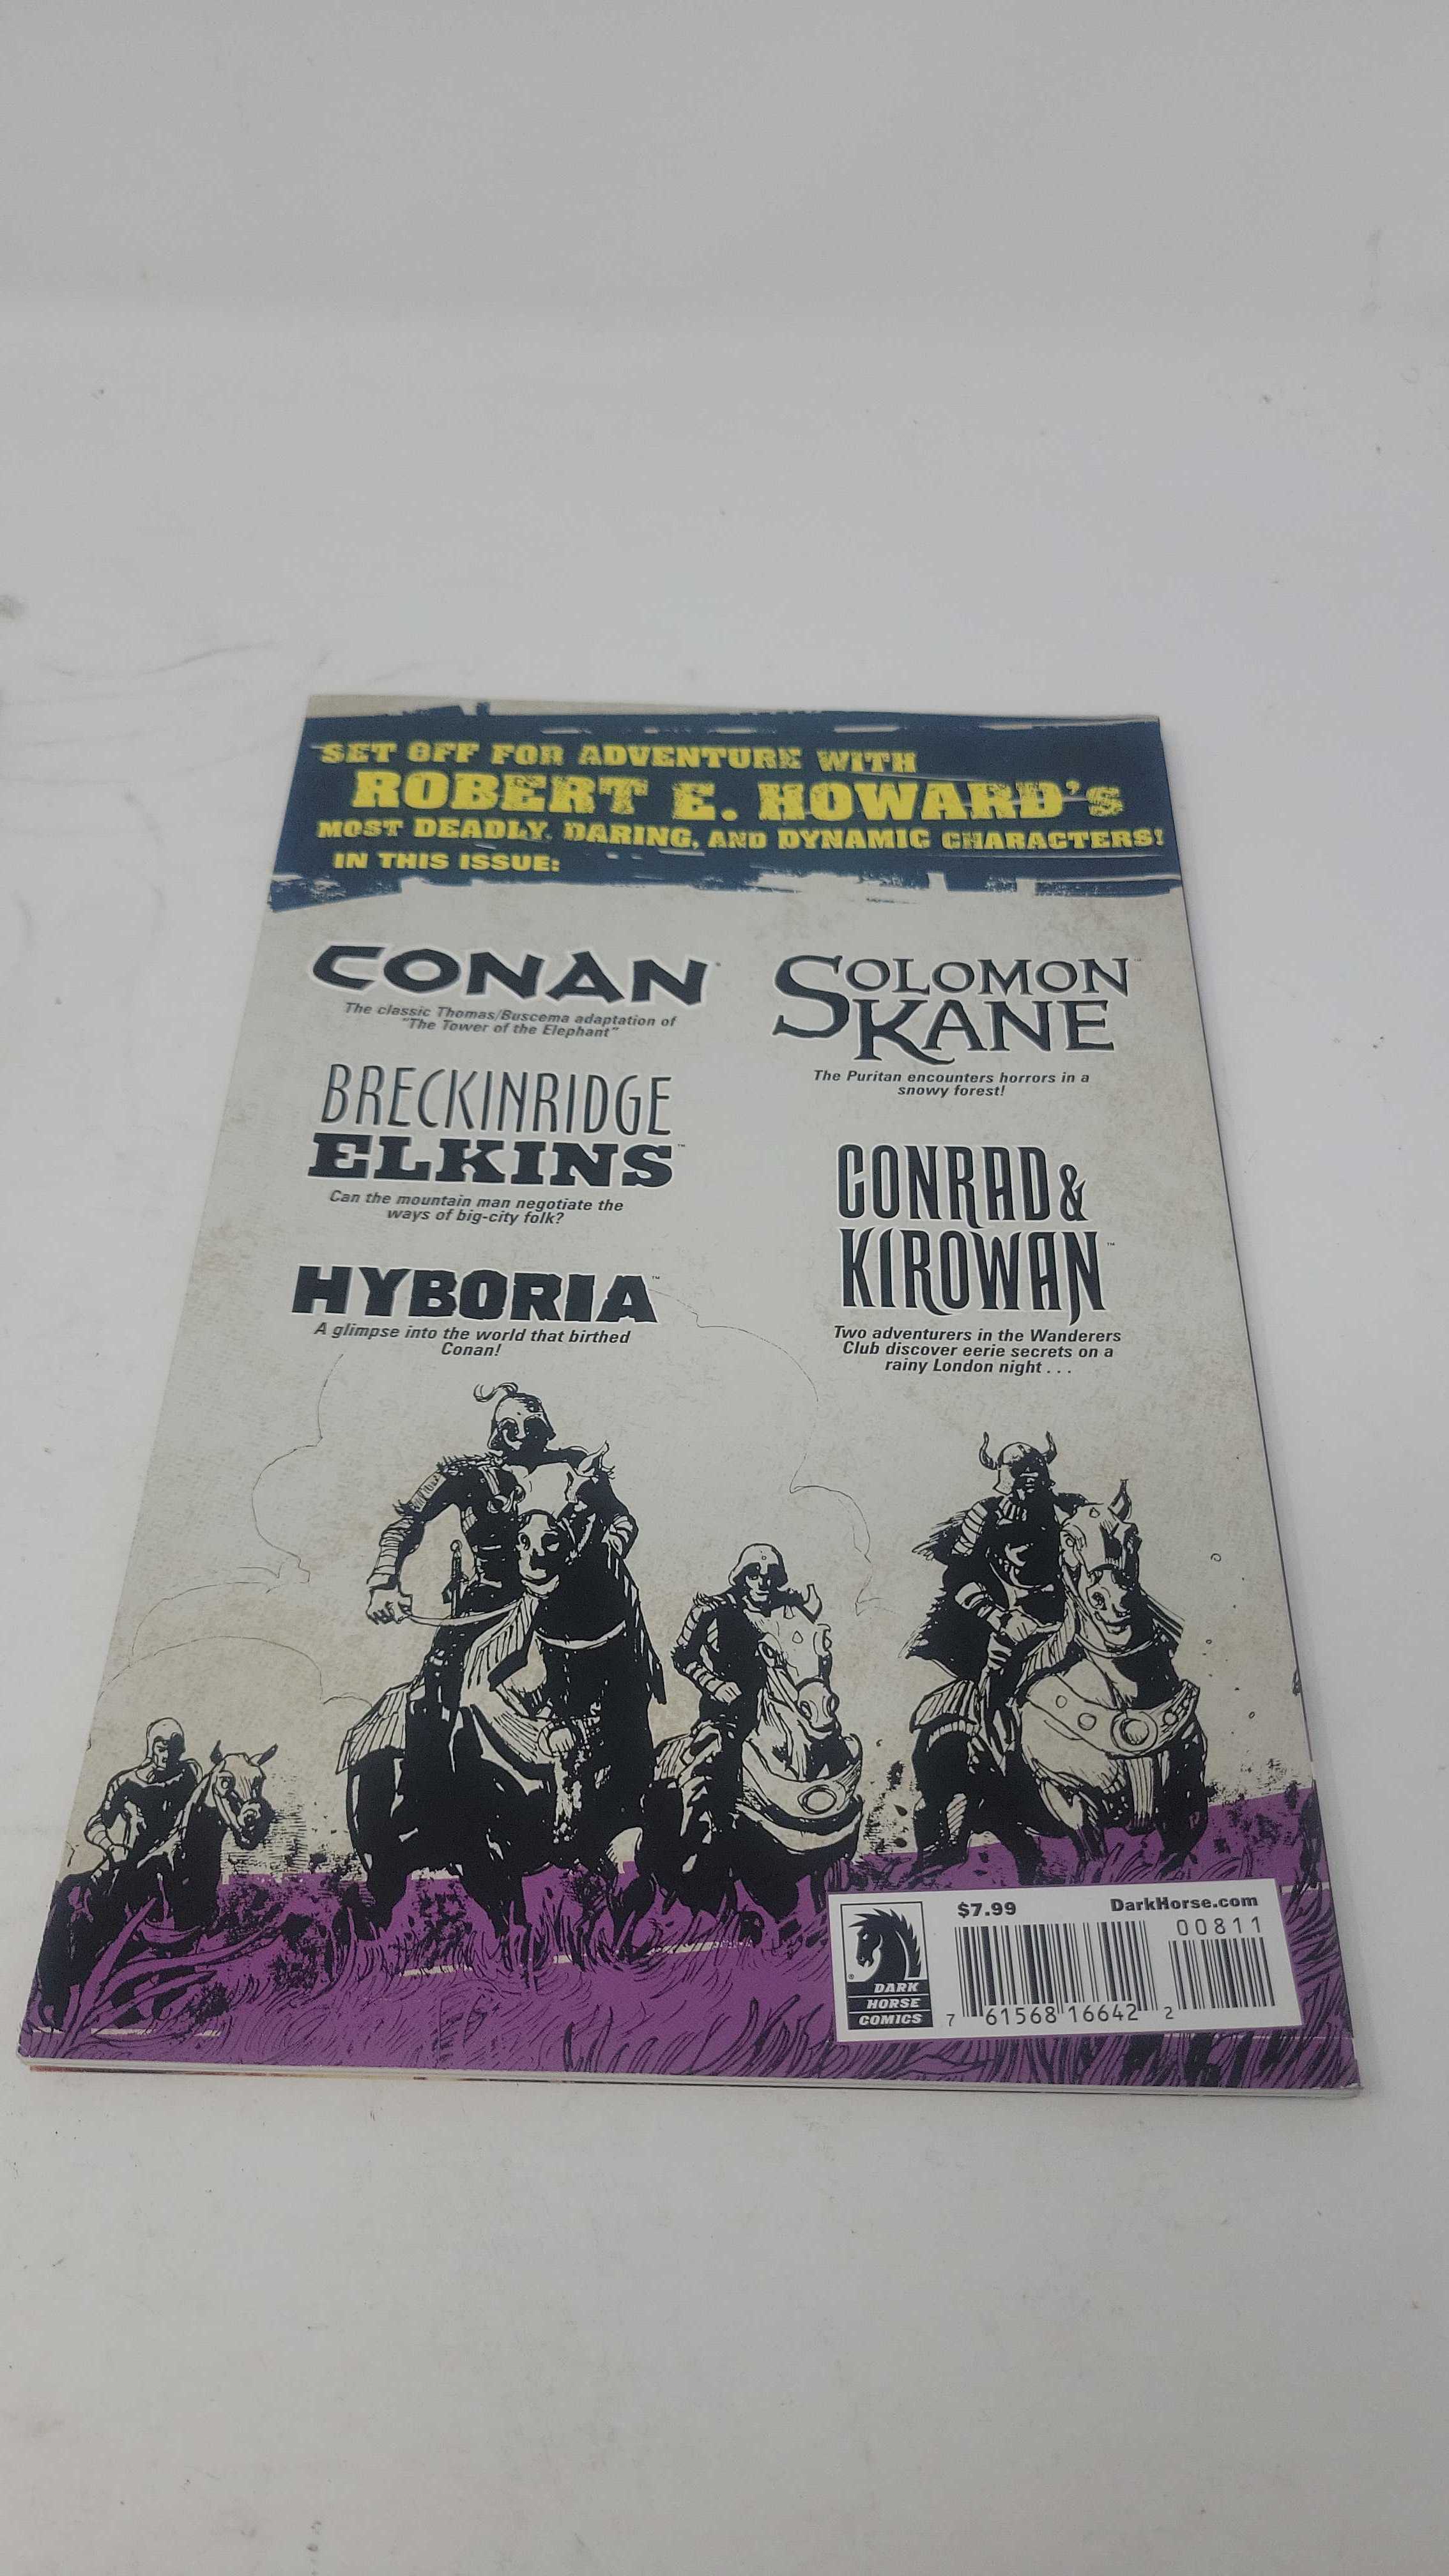 SET OFF FOR ADVENTURE WITH
ROBERT E. HOWARD'S
MOST DEADLY, DARING, AND DYNAMIC CHARACTERS!
IN THIS ISSUE:
CONAN
The classic Thomas/Buscema adaptation of
"The Tower of the Elephant"
BRECKINRIDGE
ELKINS™
Can the mountain man negotiate the
ways of big-city folk?
HYBORIA™
A glimpse into the world that birthed
Conan!
SOLOMON
KANE
The Puritan encounters horrors in a
snowy forest!
CONRAD &
KIROWAN™
Two adventurers in the Wanderers
Club discover eerie secrets on a
rainy London night . . .
DARK
HORSE
COMICS
®
$7.99 DarkHorse.com
00811
7 61568 16642 2